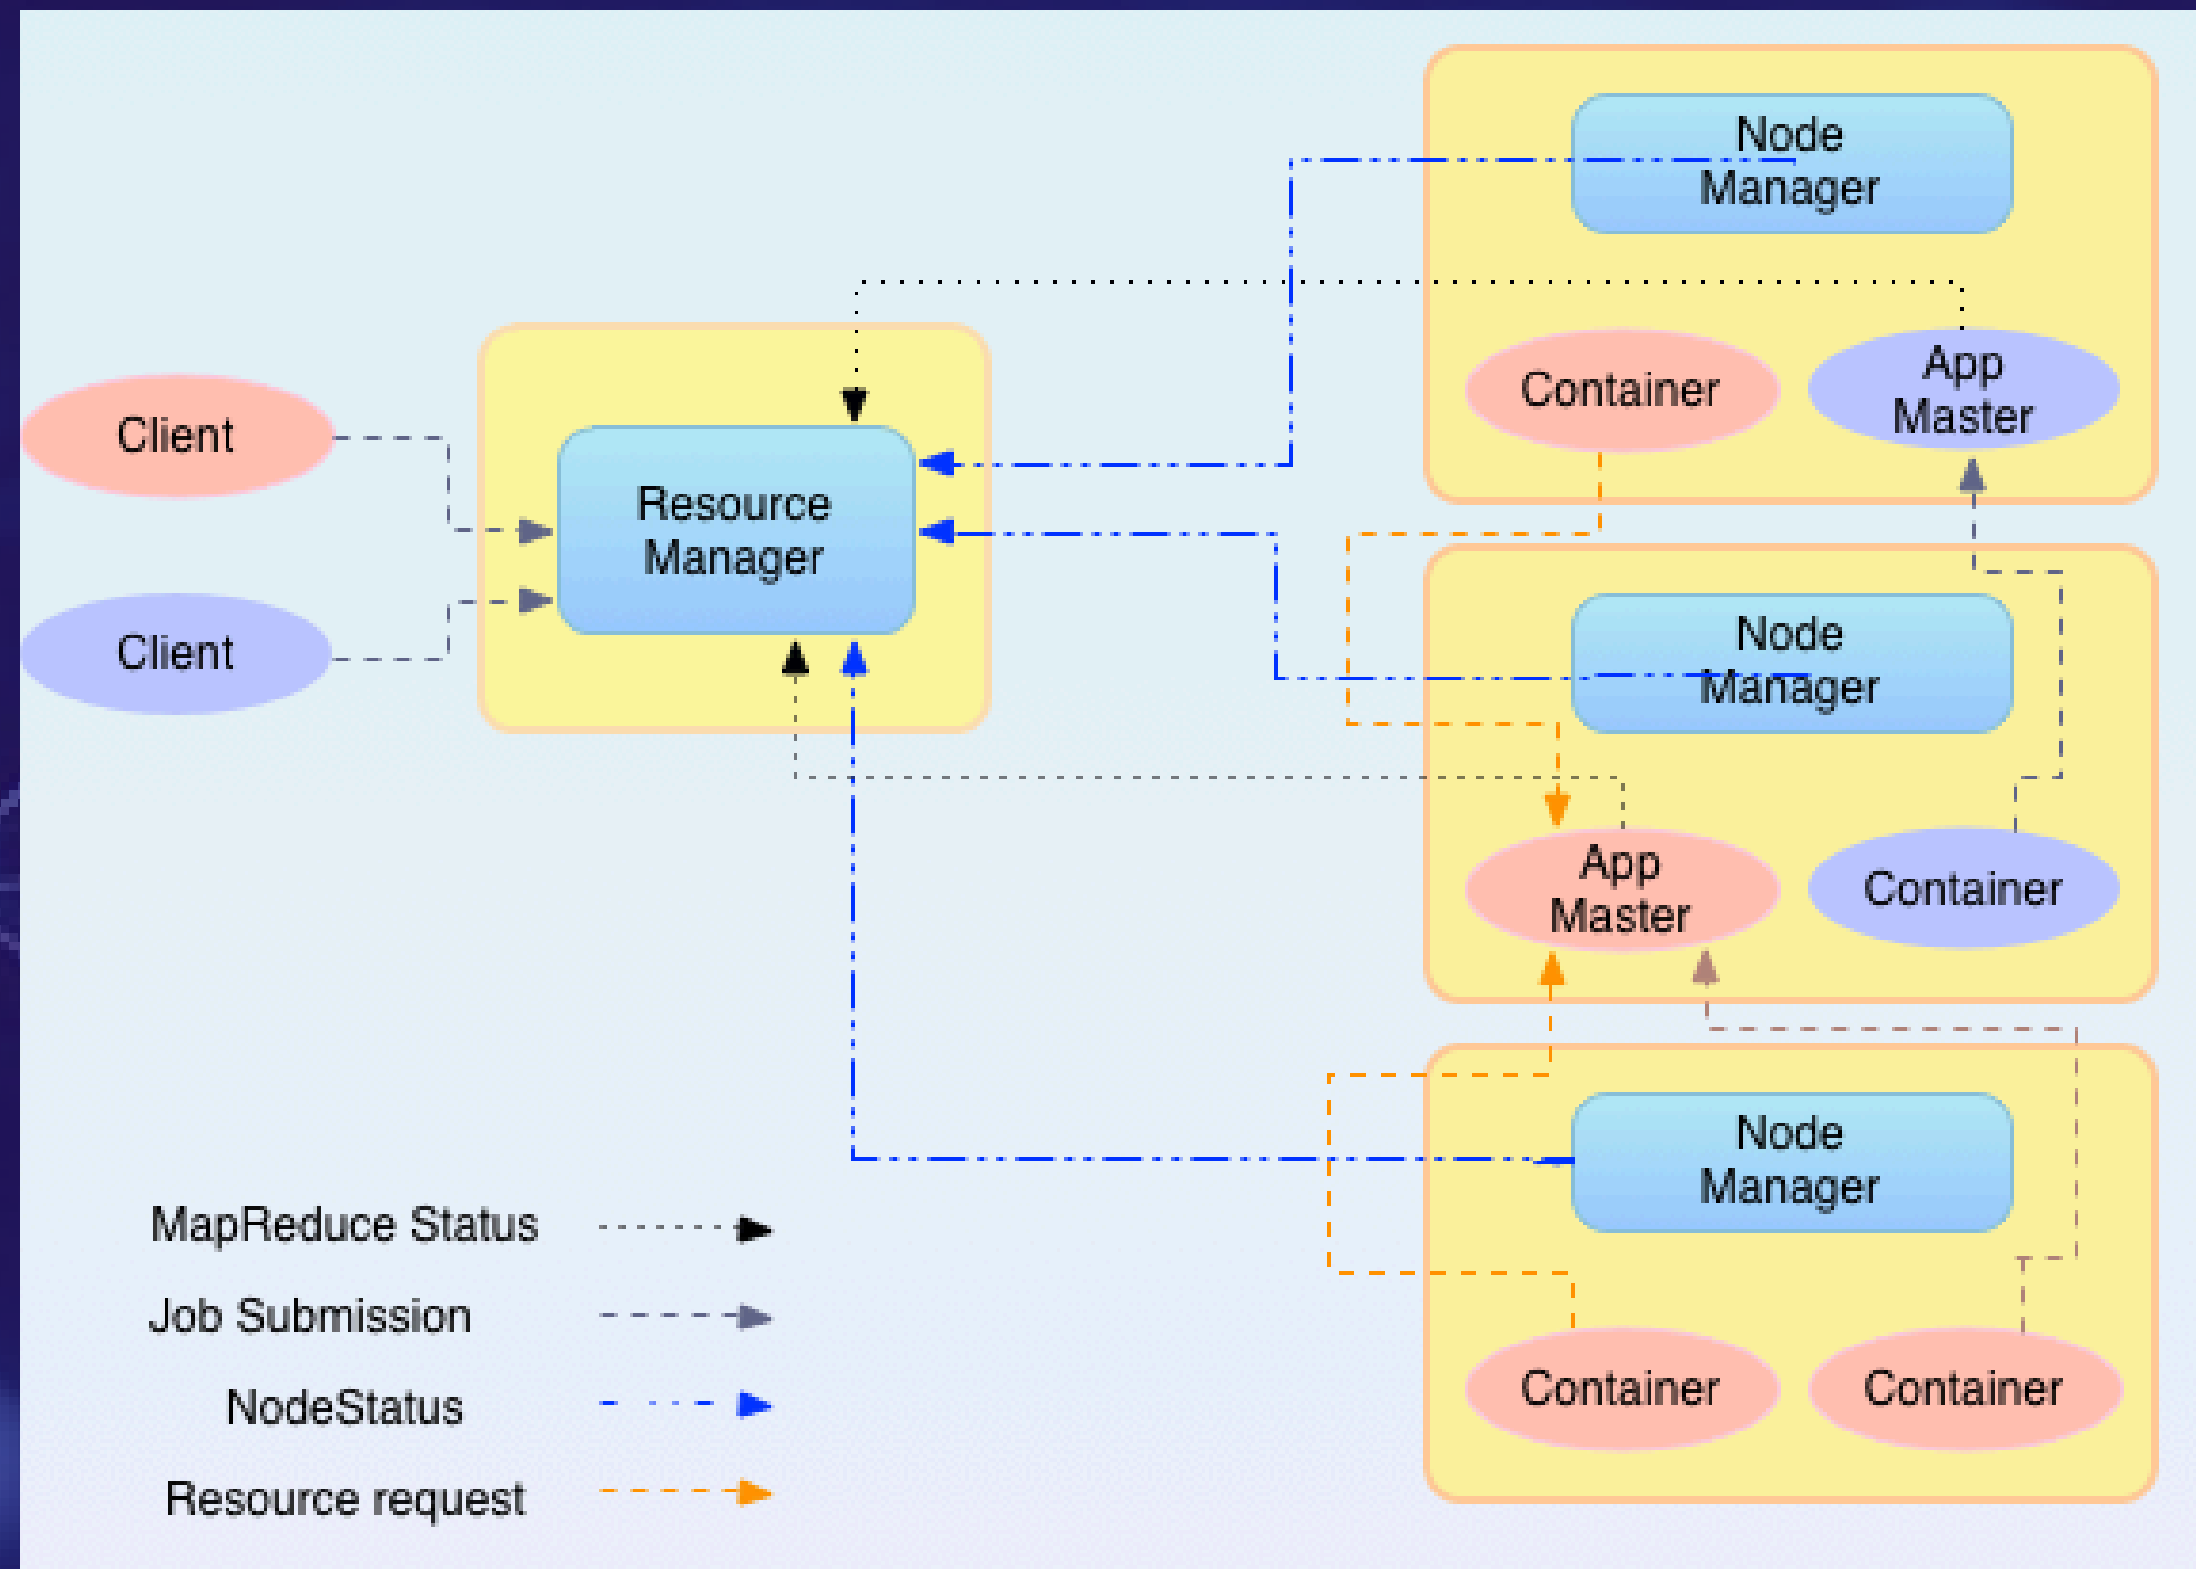 Node
Manager
Container
App
Master
Client
Resource
Manager
Client
Node
Manager
App
Master
Container
Node
Manager
Container
Container
MapReduce Status
Job Submission
NodeStatus
Resource request